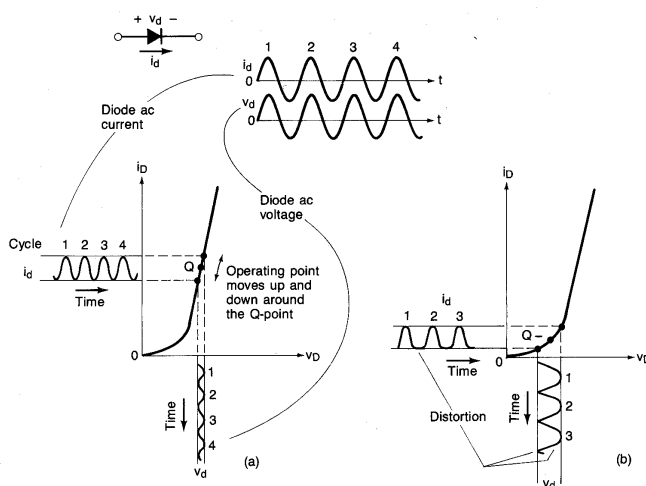 + vd -
id
1 2 3 4
id
0 t
vd
0 t
Diode ac
current
iD
Diode ac
voltage
Cycle
1 2 3 4
id
Time
Q
Operating point
moves up and
down around
the Q-point
0
vD
1
2
3
4
Time
vd
(a)
iD
id
1 2 3
Q
Time
0
vD
Distortion
Time
1
2
3
vd
(b)